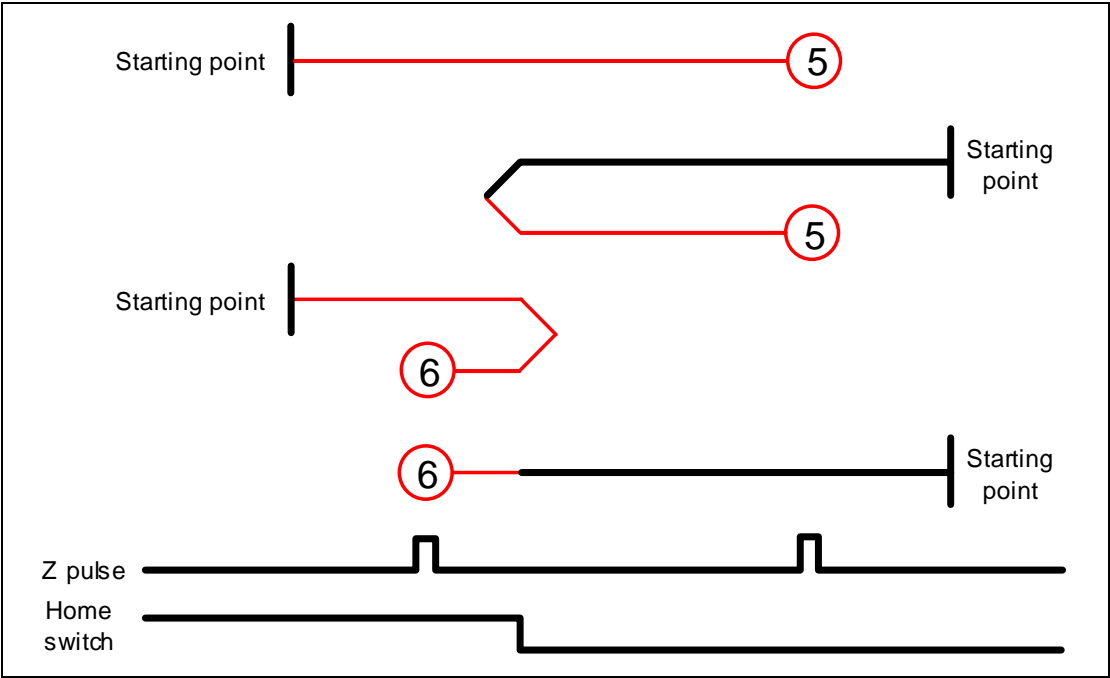 Starting point
5
Starting
point
5
Starting point
6
6
Starting
point
Z pulse
Home
switch